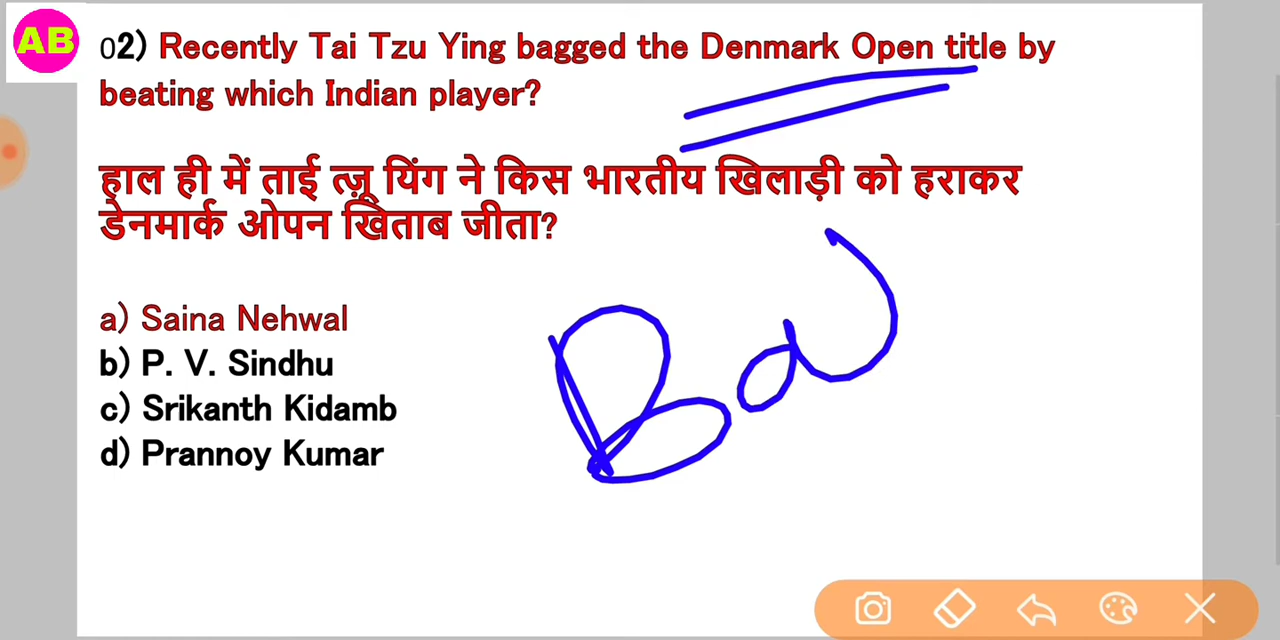 AB
02) Recently Tai Tzu Ying bagged the Denmark Open title by
beating which Indian player?
हाल ही में ताई त्ज़ू यिंग ने किस भारतीय खिलाड़ी को हराकर
डेनमार्क ओपन खिताब जीता?
a) Saina Nehwal
b) P. V. Sindhu
c) Srikanth Kidamb
d) Prannoy Kumar